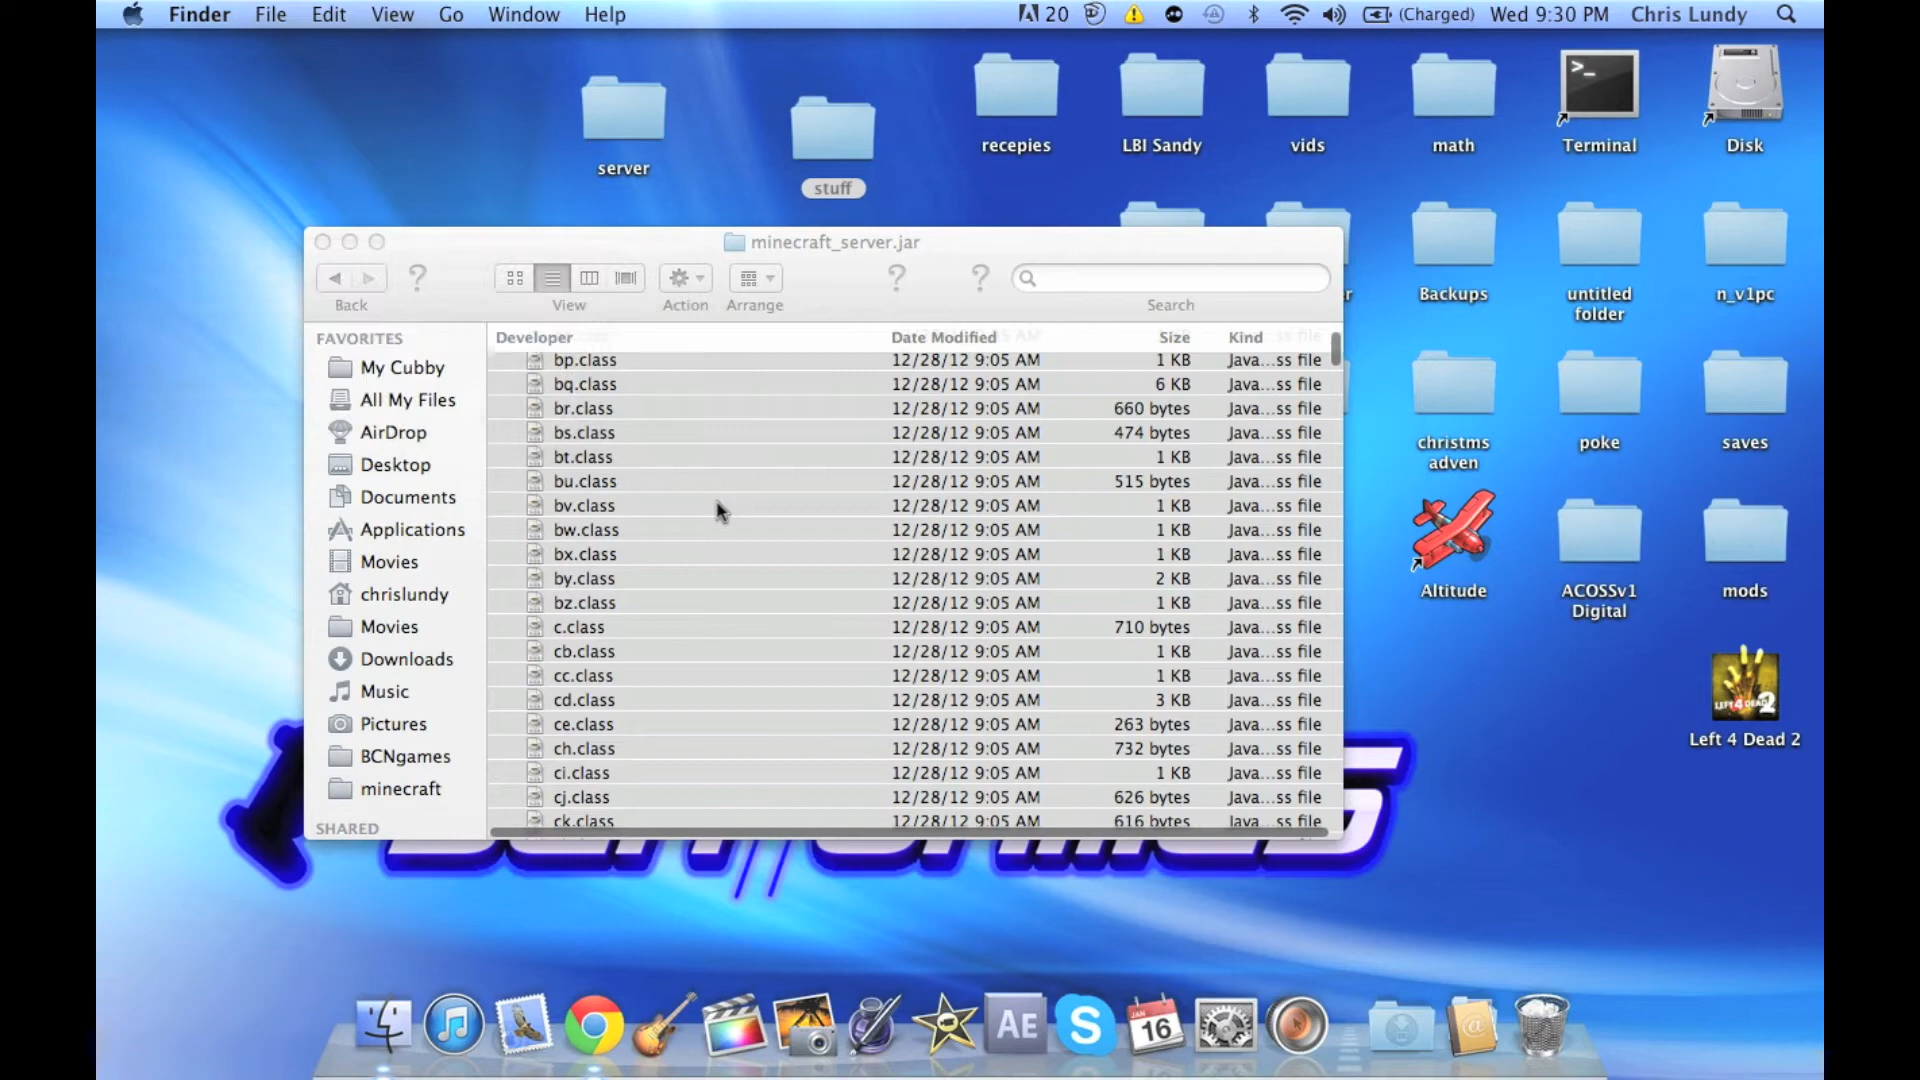 Finder File Edit View Go Window Help
20 (Charged) Wed 9:30 PM Chris Lundy
server
stuff
recepies
LBI Sandy
vids
math
Terminal
Disk
Backups
untitled
folder
n_v1pc
christms
adven
poke
saves
Altitude
ACOSSv1
Digital
mods
LEFT 4 DEAD 2
Left 4 Dead 2
minecraft_server.jar
Back
View
Action
Arrange
Search
FAVORITES
My Cubby
All My Files
AirDrop
Desktop
Documents
Applications
Movies
chrislundy
Movies
Downloads
Music
Pictures
BCNgames
minecraft
SHARED
Developer Date Modified Size Kind
bp.class 12/28/12 9:05 AM 1 KB Java...ss file
bq.class 12/28/12 9:05 AM 6 KB Java...ss file
br.class 12/28/12 9:05 AM 660 bytes Java...ss file
bs.class 12/28/12 9:05 AM 474 bytes Java...ss file
bt.class 12/28/12 9:05 AM 1 KB Java...ss file
bu.class 12/28/12 9:05 AM 515 bytes Java...ss file
bv.class 12/28/12 9:05 AM 1 KB Java...ss file
bw.class 12/28/12 9:05 AM 1 KB Java...ss file
bx.class 12/28/12 9:05 AM 1 KB Java...ss file
by.class 12/28/12 9:05 AM 2 KB Java...ss file
bz.class 12/28/12 9:05 AM 1 KB Java...ss file
c.class 12/28/12 9:05 AM 710 bytes Java...ss file
cb.class 12/28/12 9:05 AM 1 KB Java...ss file
cc.class 12/28/12 9:05 AM 1 KB Java...ss file
cd.class 12/28/12 9:05 AM 3 KB Java...ss file
ce.class 12/28/12 9:05 AM 263 bytes Java...ss file
ch.class 12/28/12 9:05 AM 732 bytes Java...ss file
ci.class 12/28/12 9:05 AM 1 KB Java...ss file
cj.class 12/28/12 9:05 AM 626 bytes Java...ss file
ck.class 12/28/12 9:05 AM 616 bytes Java...ss file
AE
JAN
16